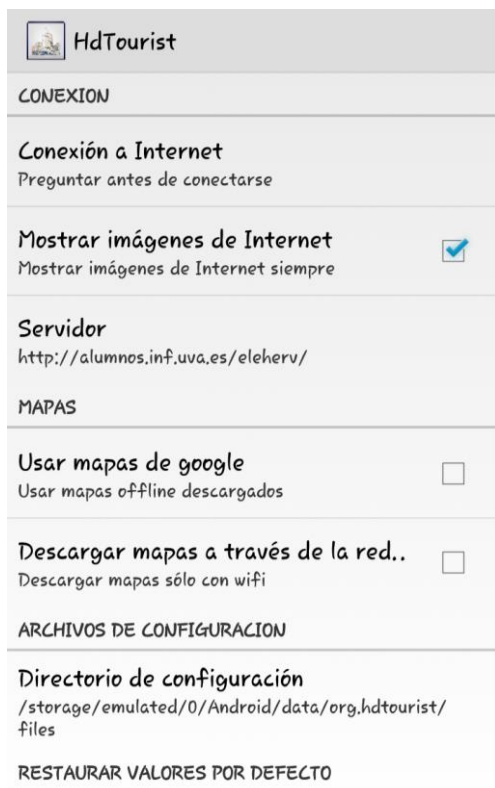 HdTourist
CONEXION
Conexión a Internet
Preguntar antes de conectarse
Mostrar imágenes de Internet
Mostrar imágenes de Internet siempre
Servidor
http://alumnos.inf.uva.es/eleherv/
MAPAS
Usar mapas de google
Usar mapas offline descargados
Descargar mapas a través de la red..
Descargar mapas sólo con wifi
ARCHIVOS DE CONFIGURACION
Directorio de configuración
/storage/emulated/0/Android/data/org.hdtourist/
files
RESTAURAR VALORES POR DEFECTO